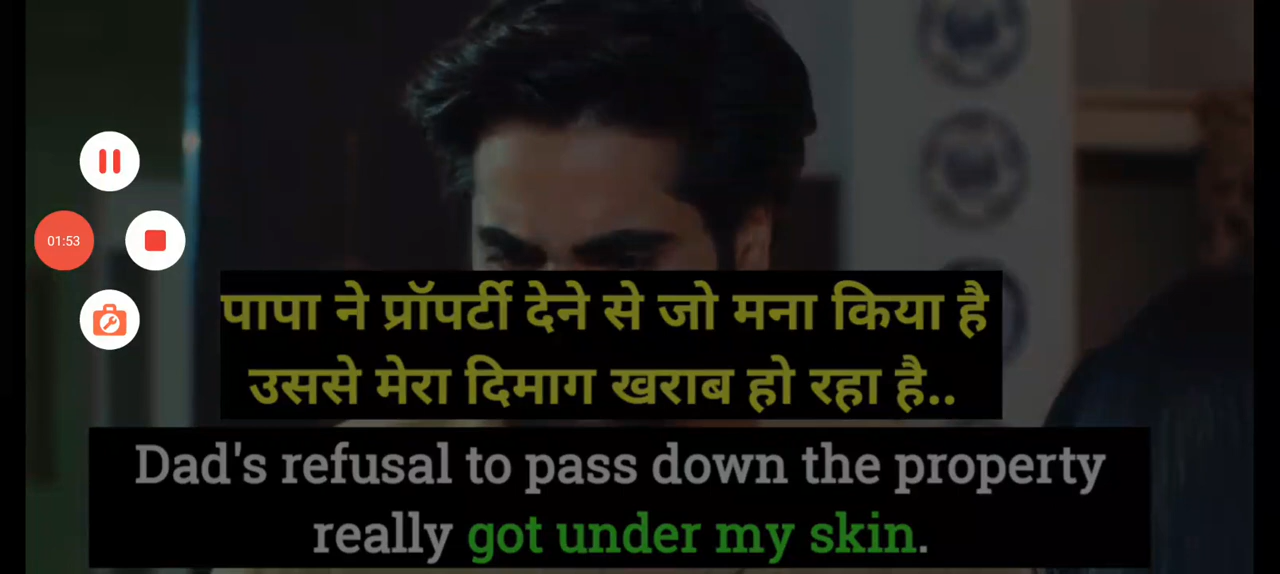 01:53
पापा ने प्रॉपर्टी देने से जो मना किया है
उससे मेरा दिमाग खराब हो रहा है..
Dad's refusal to pass down the property
really got under my skin.